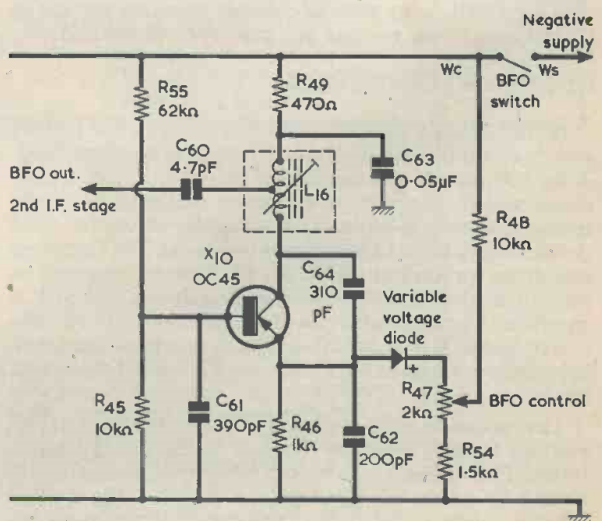 Negative
supply
Wc
Ws
BFO
switch
R55
62kΩ
R49
470Ω
C60
4·7pF
C63
0·05µF
BFO out.
2nd I.F. stage
L16
R48
10kΩ
X10
OC45
C64
310
pF
Variable
voltage
diode
+
R47
2kΩ
BFO control
R45
10kΩ
C61
390pF
R46
1kΩ
C62
200pF
R54
1·5kΩ